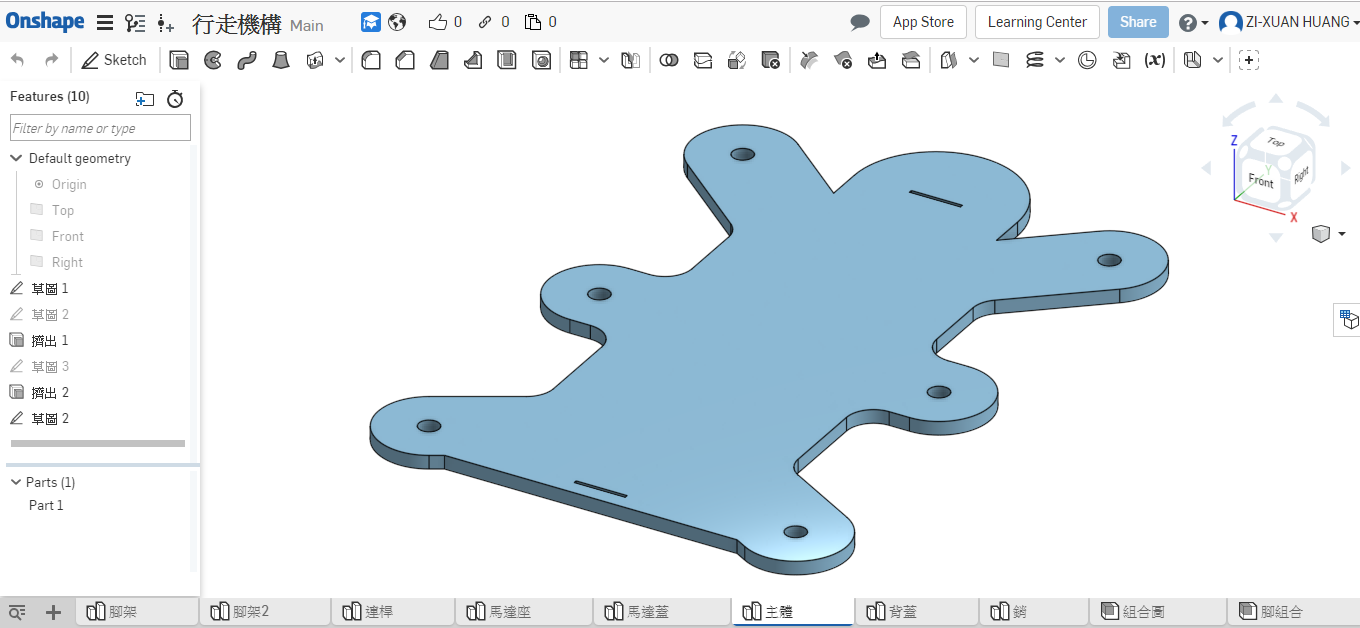 Onshape 行走機構 Main 0 0 0 App Store Learning Center Share ? ZI-XUAN HUANG
Sketch (x)
Features (10)
Filter by name or type
Default geometry
Origin
Top
Front
Right
草圖 1
草圖 2
擠出 1
草圖 3
擠出 2
草圖 2
Parts (1)
Part 1
Z
Top
Y
Front
Right
X
腳架 腳架2 連桿 馬達座 馬達蓋 主體 背蓋 銷 組合圖 腳組合